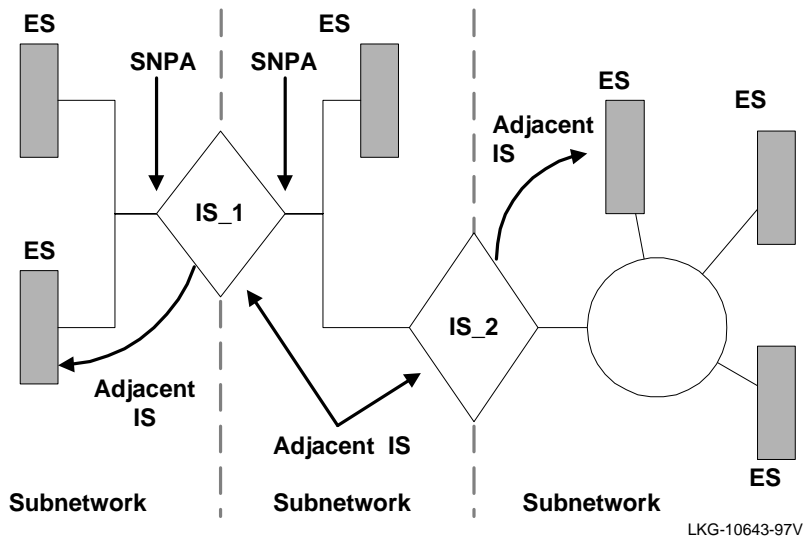 ES
ES
SNPA
SNPA
ES
ES
Adjacent
IS
IS_1
ES
IS_2
Adjacent
IS
Adjacent IS
ES
Subnetwork
Subnetwork
Subnetwork
LKG-10643-97V